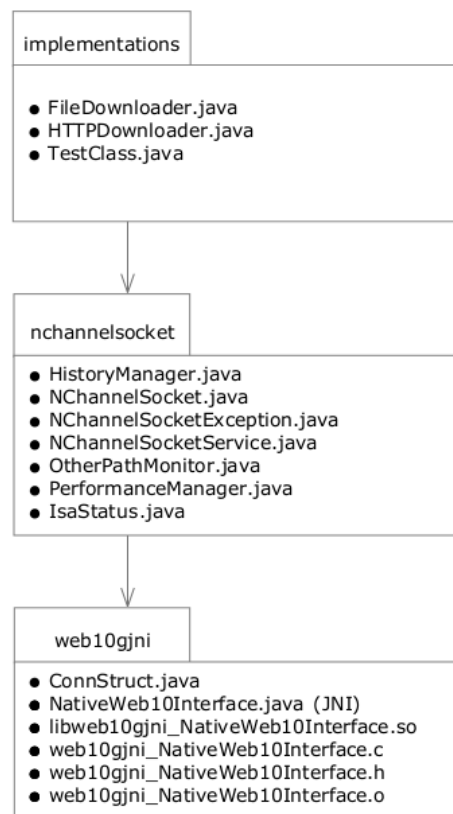 implementations
● FileDownloader.java
● HTTPDownloader.java
● TestClass.java
nchannelsocket
● HistoryManager.java
● NChannelSocket.java
● NChannelSocketException.java
● NChannelSocketService.java
● OtherPathMonitor.java
● PerformanceManager.java
● IsaStatus.java
web10gjni
● ConnStruct.java
● NativeWeb10Interface.java (JNI)
● libweb10gjni_NativeWeb10Interface.so
● web10gjni_NativeWeb10Interface.c
● web10gjni_NativeWeb10Interface.h
● web10gjni_NativeWeb10Interface.o